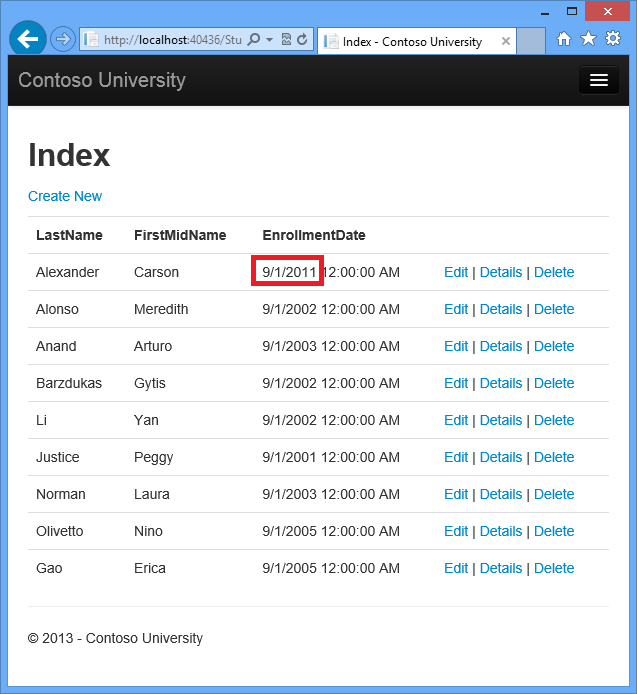 http://localhost:40436/Stu
Index - Contoso University
Contoso University
Index
Create New
LastName FirstMidName EnrollmentDate
Alexander Carson 9/1/2011 12:00:00 AM Edit | Details | Delete
Alonso Meredith 9/1/2002 12:00:00 AM Edit | Details | Delete
Anand Arturo 9/1/2003 12:00:00 AM Edit | Details | Delete
Barzdukas Gytis 9/1/2002 12:00:00 AM Edit | Details | Delete
Li Yan 9/1/2002 12:00:00 AM Edit | Details | Delete
Justice Peggy 9/1/2001 12:00:00 AM Edit | Details | Delete
Norman Laura 9/1/2003 12:00:00 AM Edit | Details | Delete
Olivetto Nino 9/1/2005 12:00:00 AM Edit | Details | Delete
Gao Erica 9/1/2005 12:00:00 AM Edit | Details | Delete
© 2013 - Contoso University